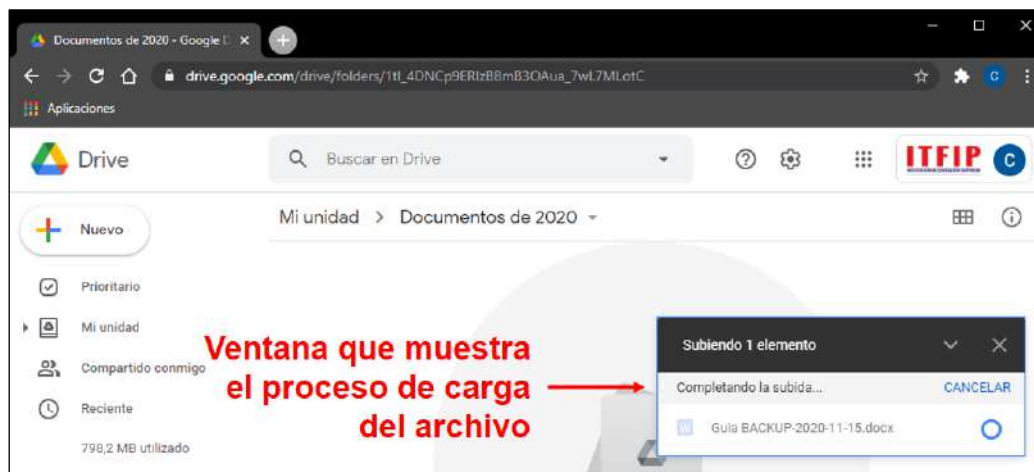 Documentos de 2020 - Google D
drive.google.com/drive/folders/1tl_4DNCp9ERIzB8mB3OAua_7wL7MLotC
C
Aplicaciones
Drive
Buscar en Drive
ITFIP
C
Nuevo
Mi unidad > Documentos de 2020
Prioritario
Mi unidad
Compartido conmigo
Reciente
798,2 MB utilizado
Ventana que muestra
el proceso de carga
del archivo
Subiendo 1 elemento
Completando la subida...
CANCELAR
W
Guia BACKUP-2020-11-15.docx